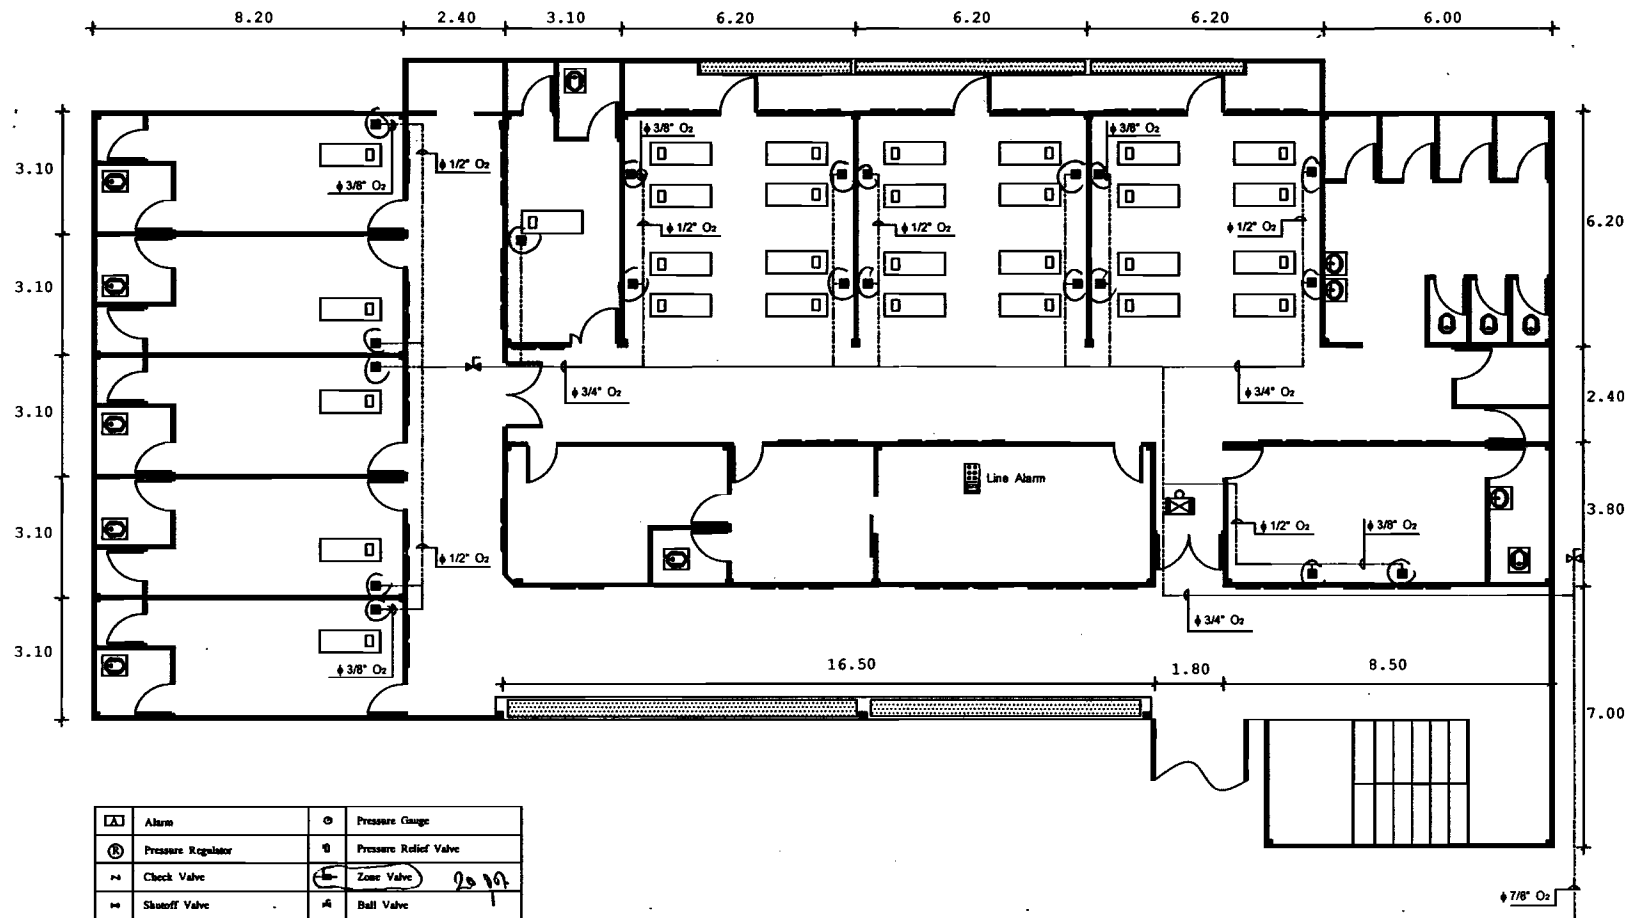 8.20 2.40 3.10 6.20 6.20 6.20 6.00
φ 3/8" O₂ φ 3/8" O₂
3.10 φ 1/2" O₂
φ 3/8" O₂
φ 1/2" O₂ φ 1/2" O₂ φ 1/2" O₂ 6.20
3.10
φ 3/4" O₂ φ 3/4" O₂ 2.40
3.10
Line Alarm
3.80
φ 1/2" O₂ φ 3/8" O₂
3.10
φ 1/2" O₂
φ 3/4" O₂
3.10 φ 3/8" O₂ 16.50 1.80 8.50
7.00
A Alarm Pressure Gauge
R Pressure Regulator Pressure Relief Valve
Check Valve Zone Valve
Shutoff Valve Ball Valve
φ 7/8" O₂